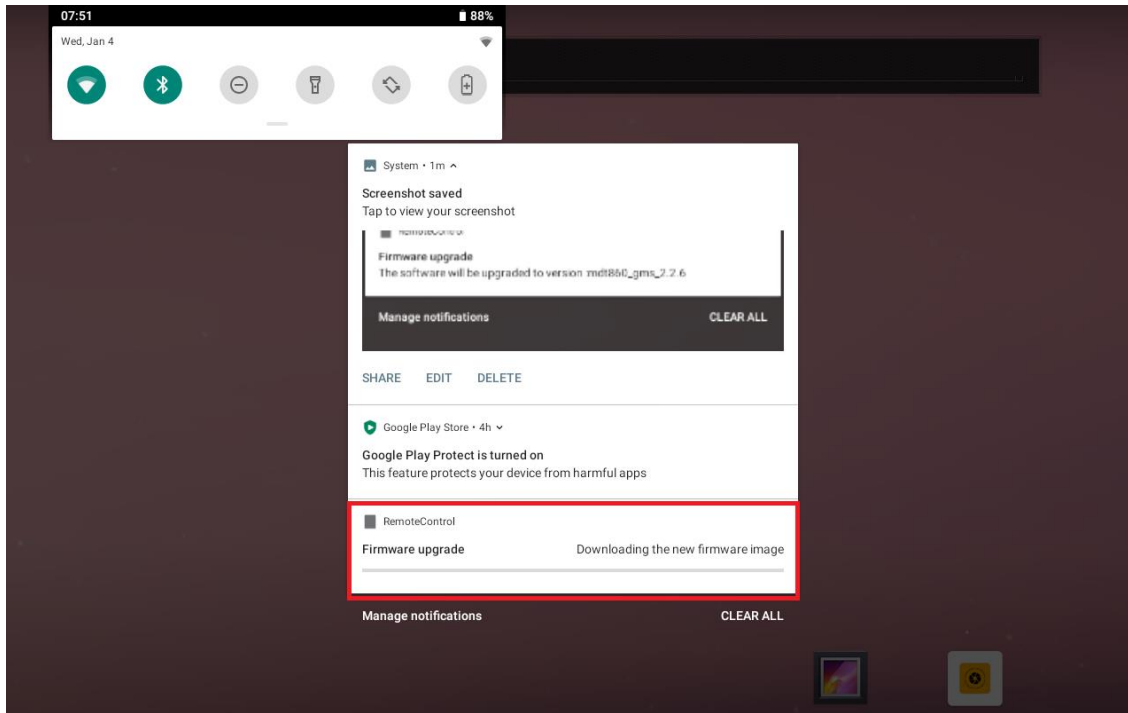 07:51 88%
Wed, Jan 4
System • 1m
Screenshot saved
Tap to view your screenshot
RemoteControl
Firmware upgrade
The software will be upgraded to version :mdt860_gms_2.2.6
Manage notifications CLEAR ALL
SHARE EDIT DELETE
Google Play Store • 4h
Google Play Protect is turned on
This feature protects your device from harmful apps
RemoteControl
Firmware upgrade Downloading the new firmware image
Manage notifications CLEAR ALL